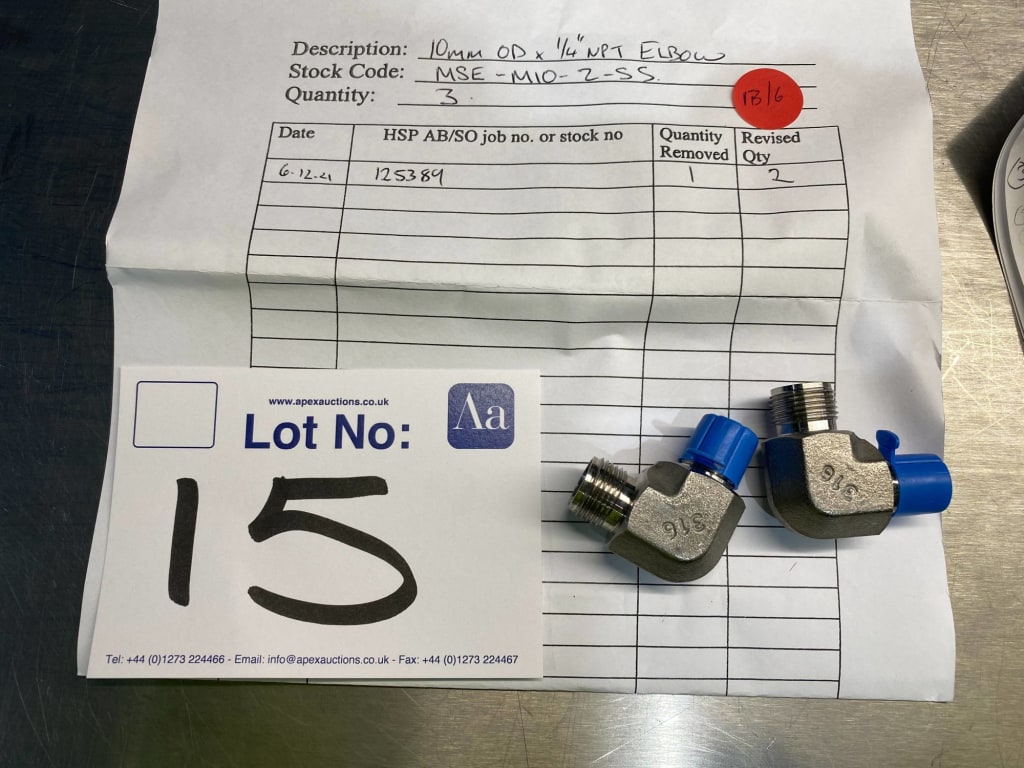 Description: 10mm OD x 1/4" NPT ELBOW
Stock Code: MSE-M10-2-SS.
Quantity: 3.
13/6
Date HSP AB/SO job no. or stock no Quantity Removed Revised Qty
6.12.21 125389 1 2
www.apexauctions.co.uk
Lot No:
Aa
15
Tel: +44 (0)1273 224466 - Email: info@apexauctions.co.uk - Fax: +44 (0)1273 224467
316
316